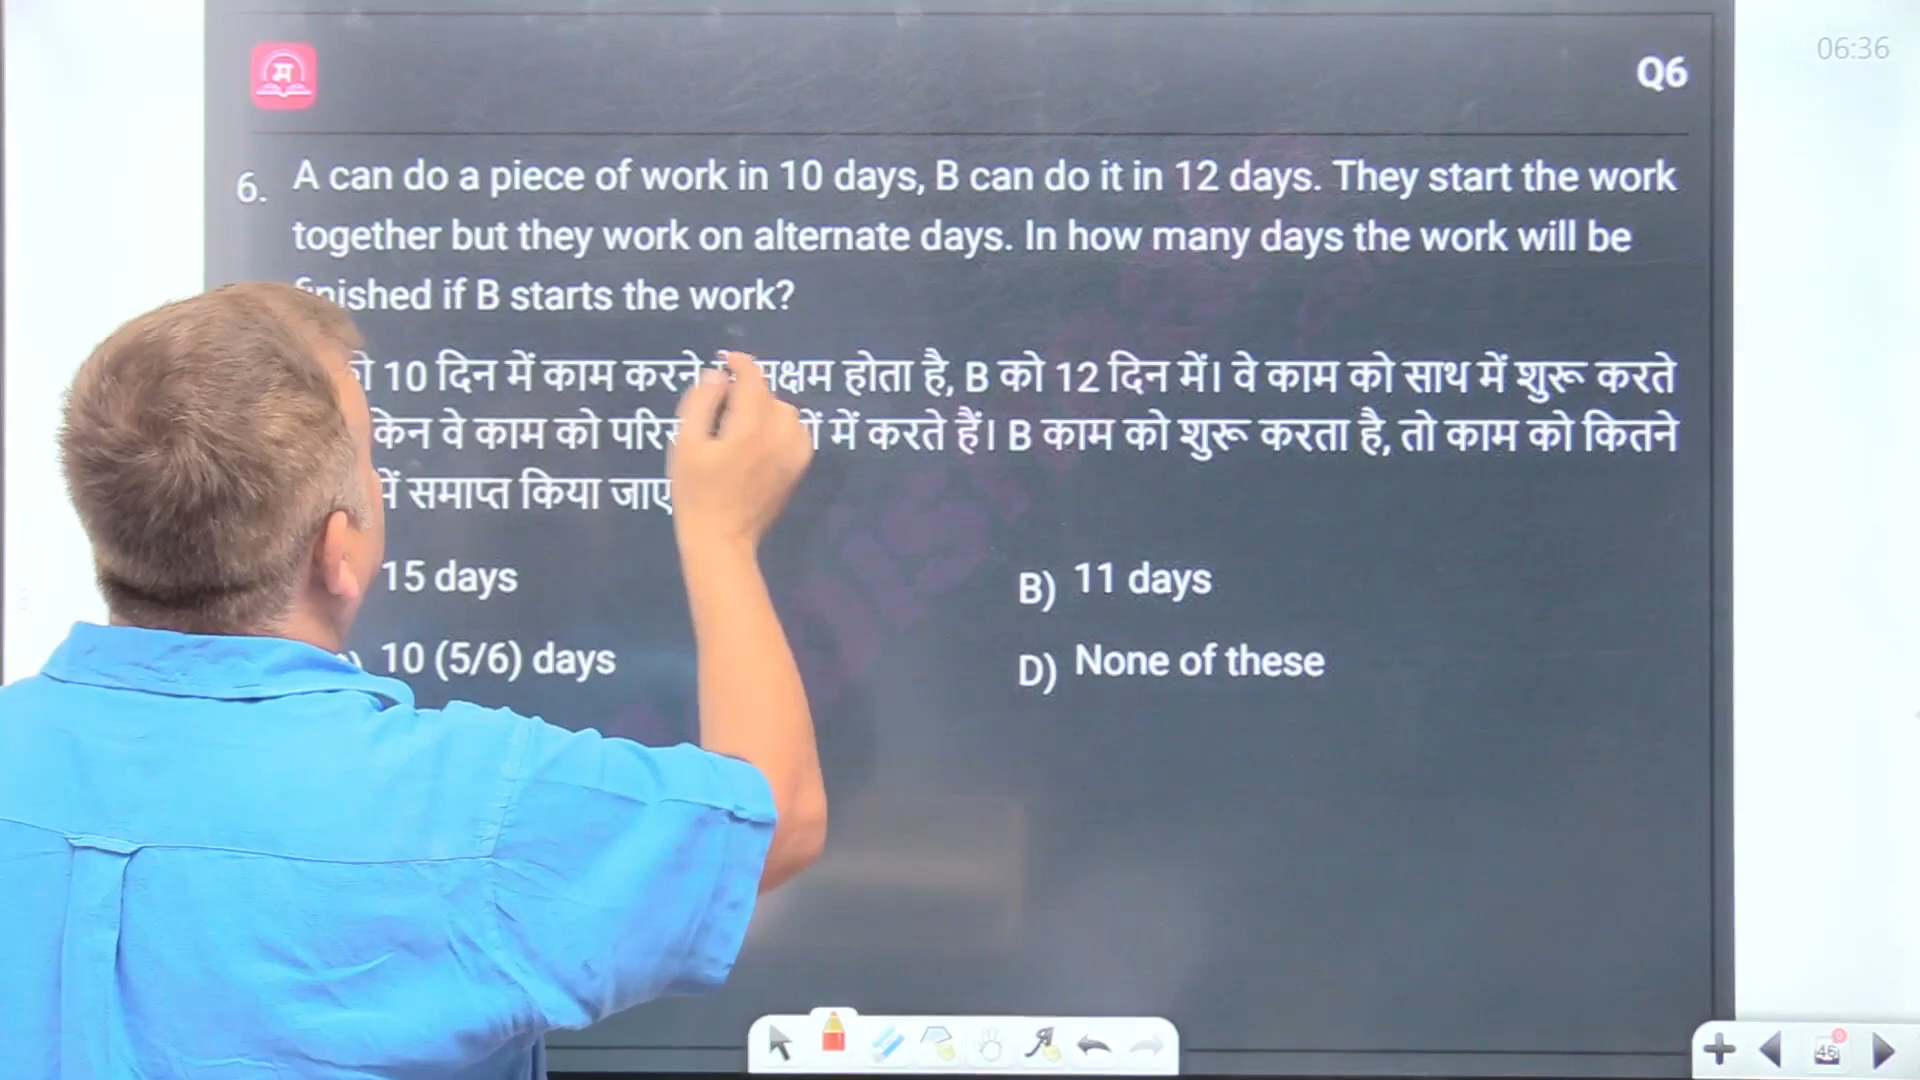 06:36
म
Q6
6. A can do a piece of work in 10 days, B can do it in 12 days. They start the work
together but they work on alternate days. In how many days the work will be
finished if B starts the work?
10 दिन में काम करने सक्षम होता है, B को 12 दिन में। वे काम को साथ में शुरू करते
वे काम को में करते हैं। B काम को शुरू करता है, तो काम को कितने
में समाप्त किया
15 days
B) 11 days
10 (5/6) days
D) None of these
46